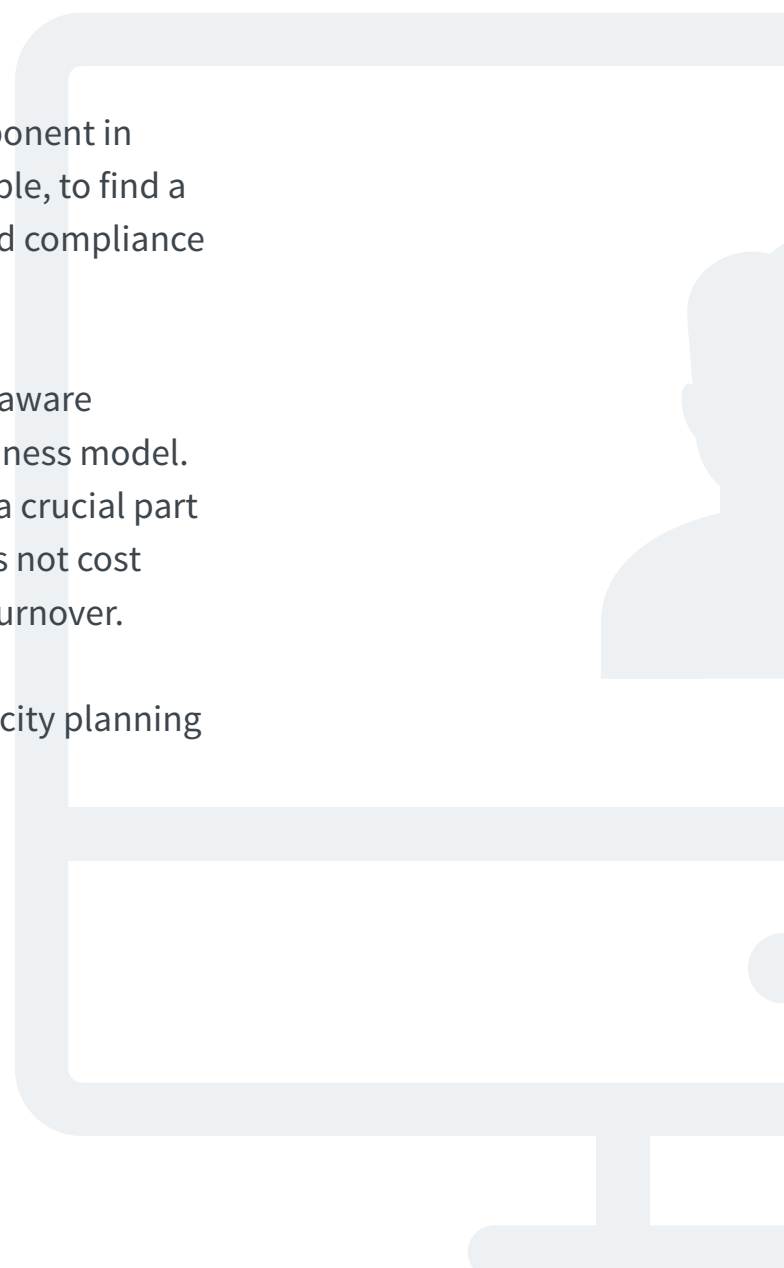 ponent in
ple, to find a
d compliance
aware
ness model.
a crucial part
s not cost
urnover.
city planning